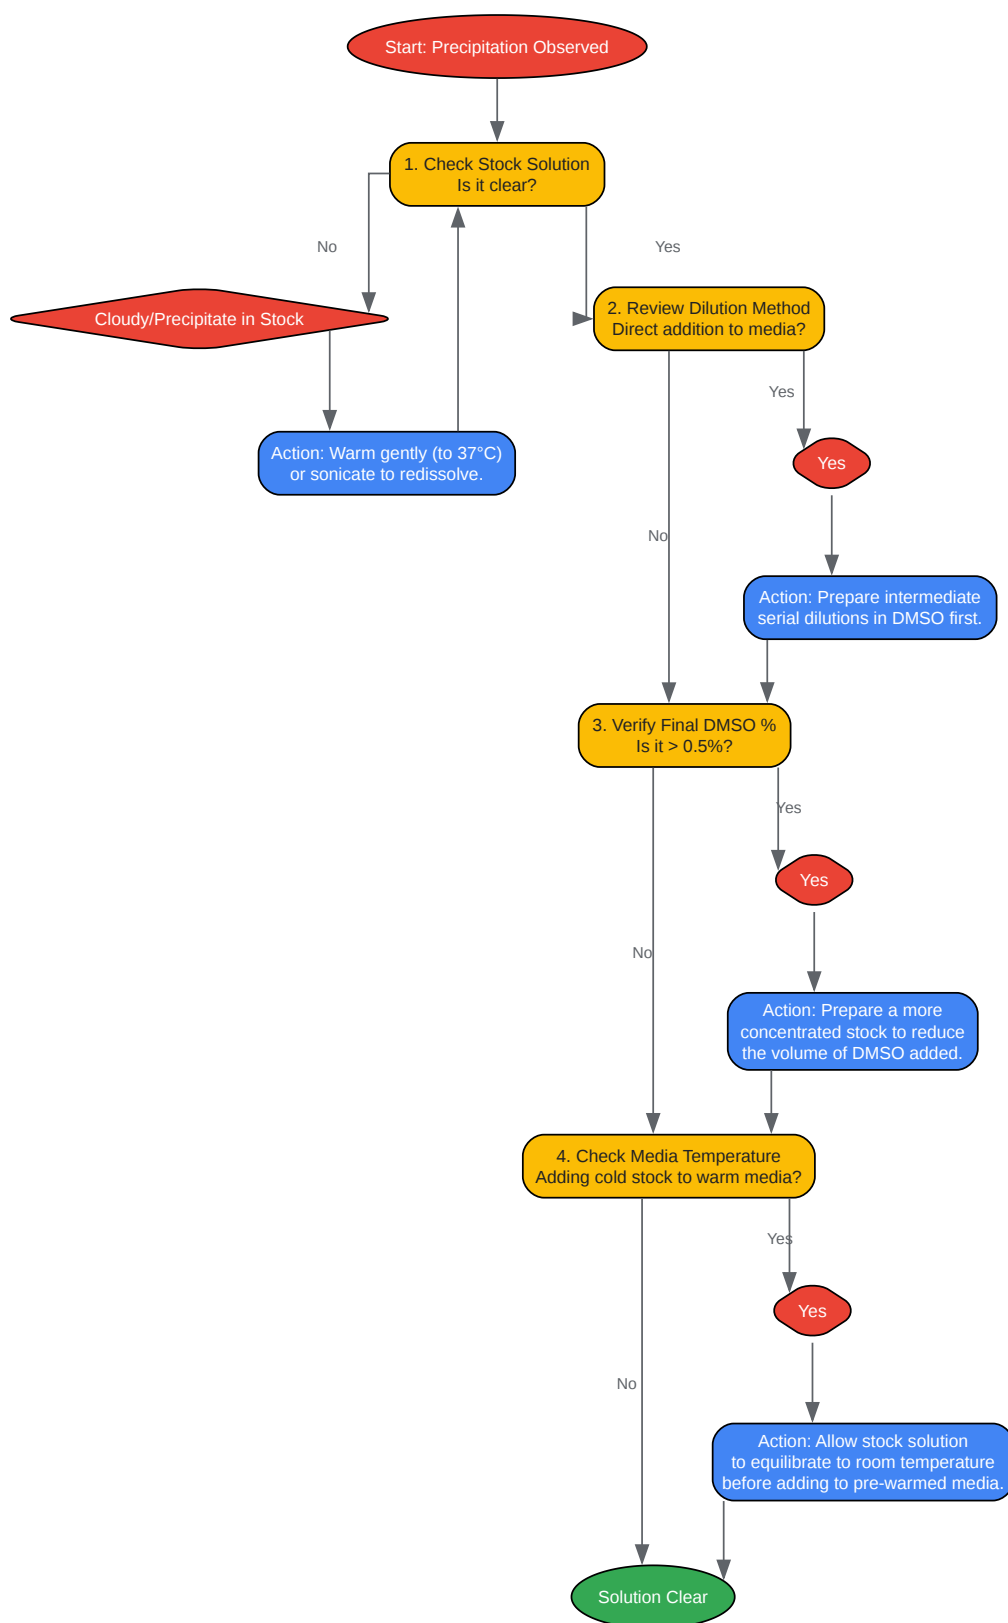 Start: Precipitation Observed
1. Check Stock Solution
Is it clear?
No
Yes
Cloudy/Precipitate in Stock
2. Review Dilution Method
Direct addition to media?
Yes
Action: Warm gently (to 37°C)
or sonicate to redissolve.
Yes
No
Action: Prepare intermediate
serial dilutions in DMSO first.
3. Verify Final DMSO %
Is it > 0.5%?
Yes
Yes
No
Action: Prepare a more
concentrated stock to reduce
the volume of DMSO added.
4. Check Media Temperature
Adding cold stock to warm media?
Yes
Yes
No
Action: Allow stock solution
to equilibrate to room temperature
before adding to pre-warmed media.
Solution Clear